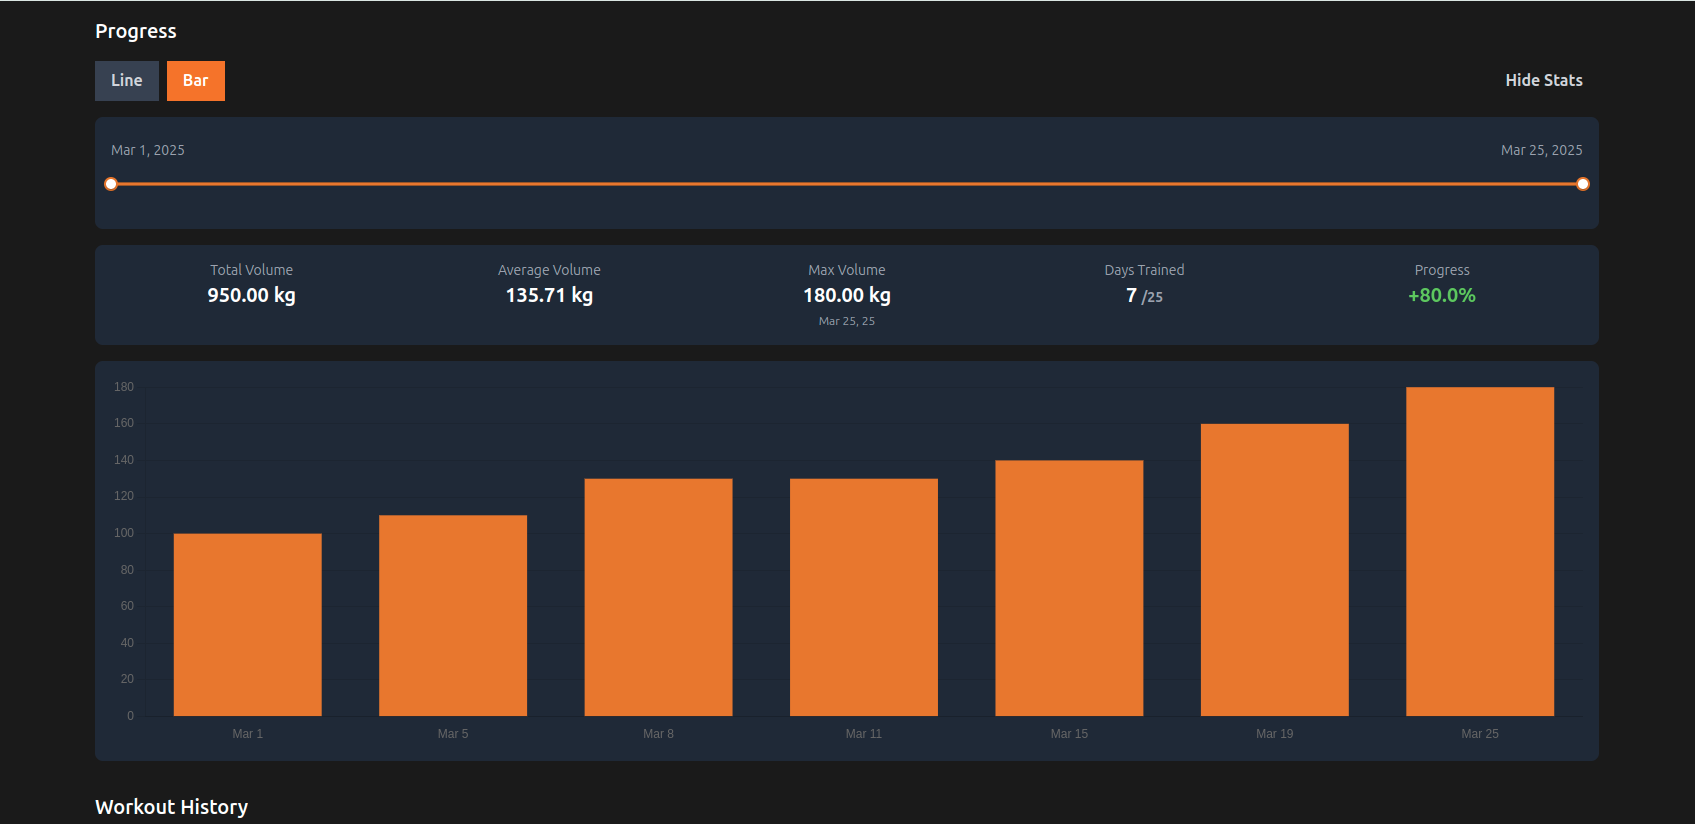 Progress
Line Bar Hide Stats
Mar 1, 2025 Mar 25, 2025
Total Volume Average Volume Max Volume Days Trained Progress
950.00 kg 135.71 kg 180.00 kg 7 /25 +80.0%
Mar 25, 25
180
160
140
120
100
80
60
40
20
0
Mar 1 Mar 5 Mar 8 Mar 11 Mar 15 Mar 19 Mar 25
Workout History